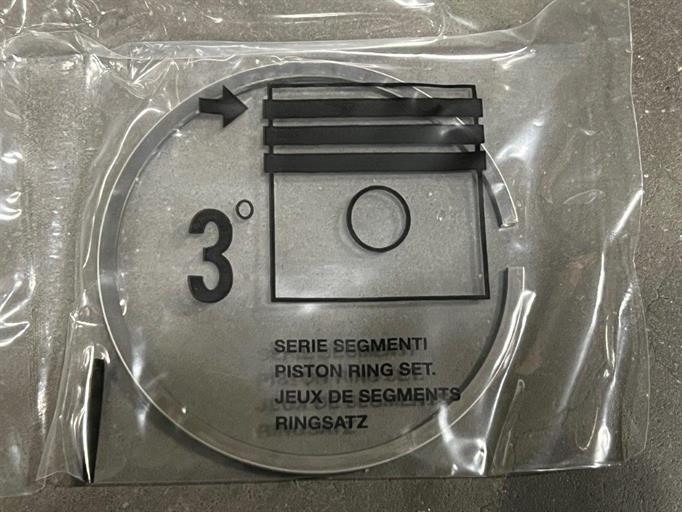 3°
SERIE SEGMENTI
PISTON RING SET.
JEUX DE SEGMENTS
RINGSATZ